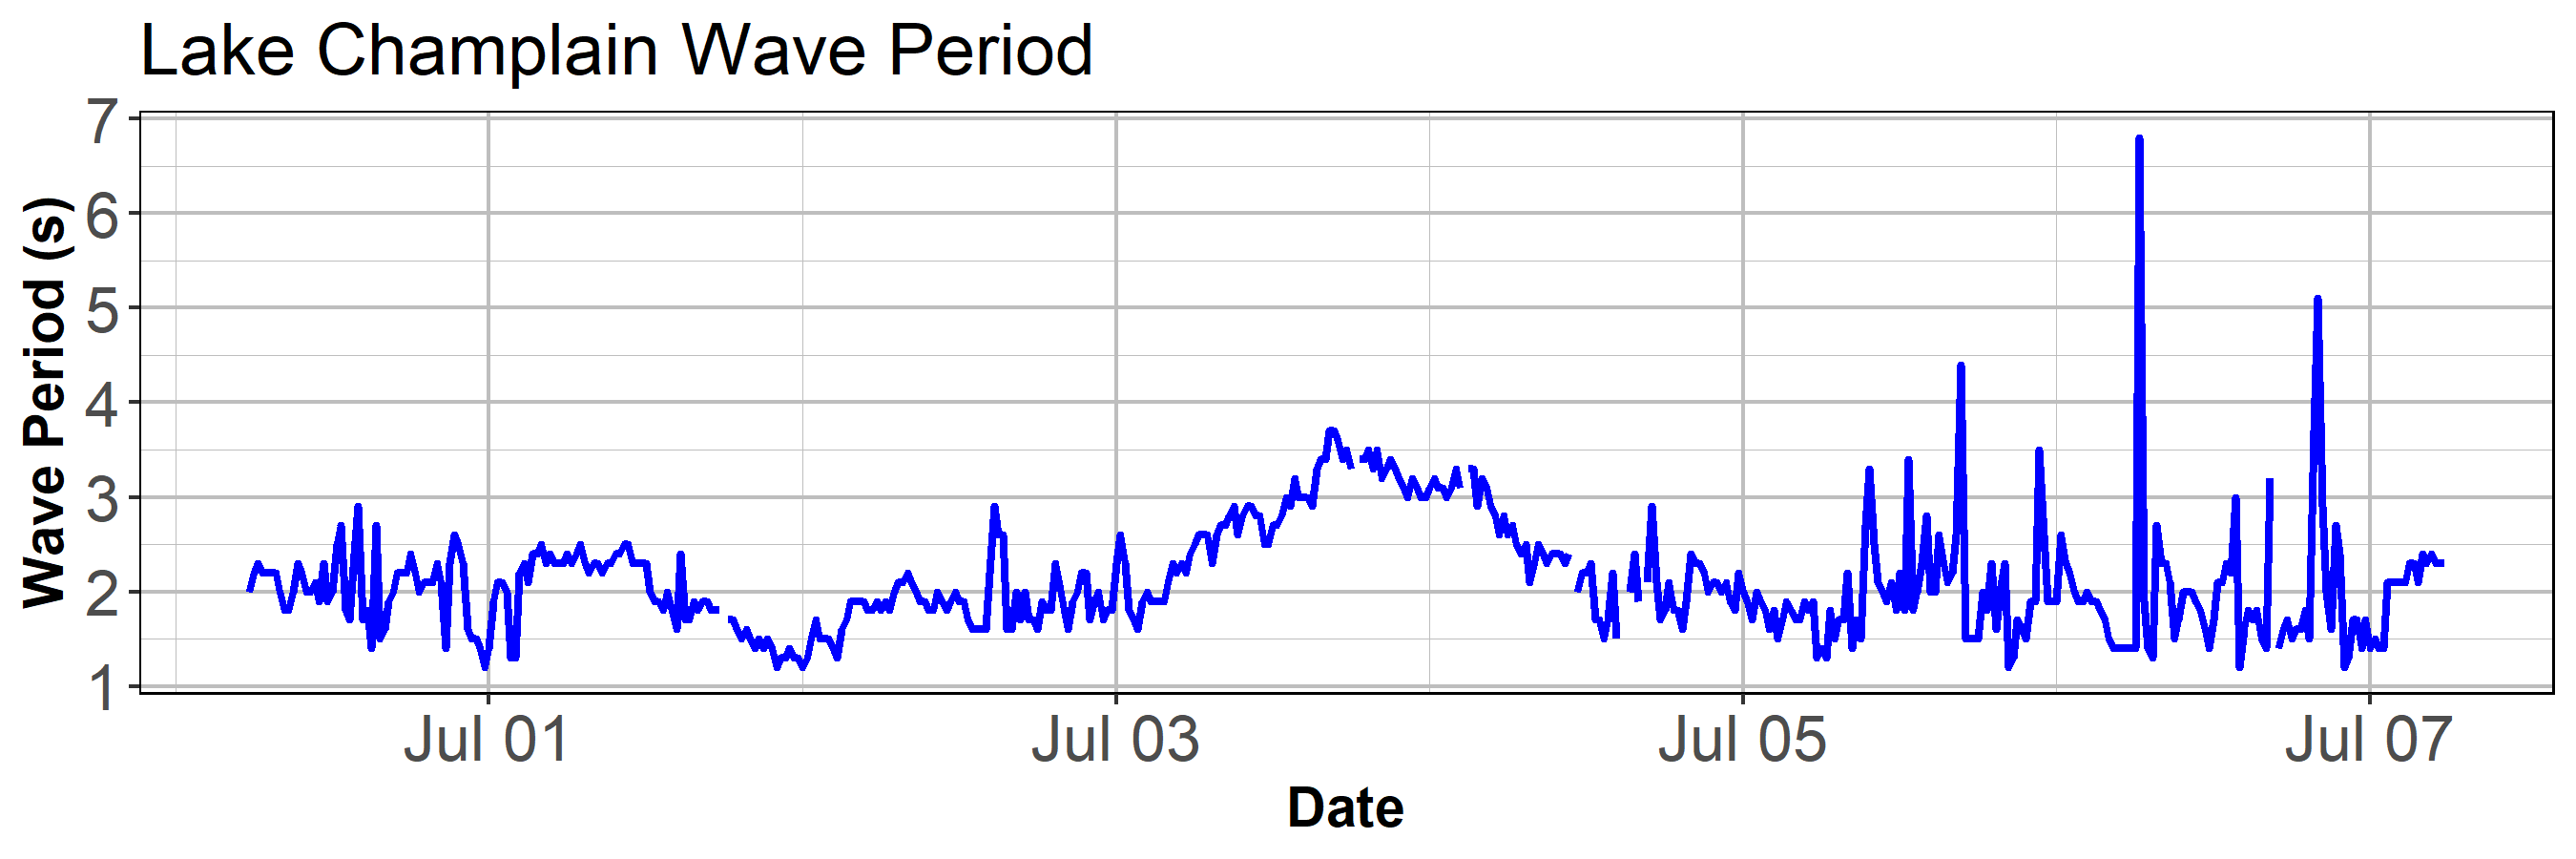 Lake Champlain Wave Period
Wave Period (s)
7
6
5
4
3
2
1
Jul 01
Jul 03
Jul 05
Jul 07
Date